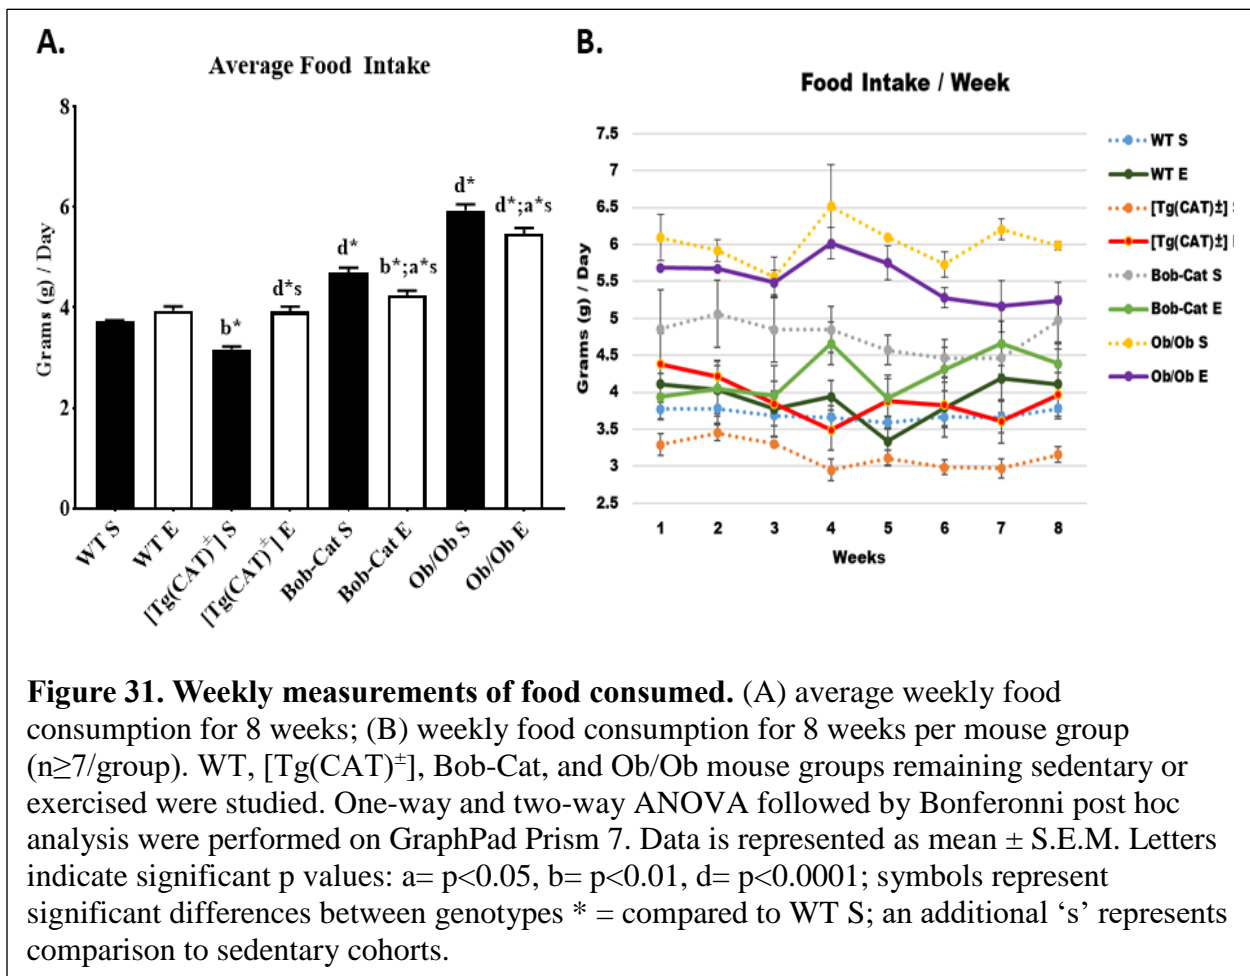 A.
Average Food Intake
Grams (g) / Day
8
6
4
2
0
b*
d*s
d*
b*;a*s
d*
d*;a*s
WT S
WT E
[Tg(CAT)±] S
[Tg(CAT)±] E
Bob-Cat S
Bob-Cat E
Ob/Ob S
Ob/Ob E
B.
Food Intake / Week
Grams (g) / Day
7.5
7
6.5
6
5.5
5
4.5
4
3.5
3
2.5
1 2 3 4 5 6 7 8
Weeks
WT S
WT E
[Tg(CAT)±]
[Tg(CAT)±]
Bob-Cat S
Bob-Cat E
Ob/Ob S
Ob/Ob E
Figure 31. Weekly measurements of food consumed. (A) average weekly food
consumption for 8 weeks; (B) weekly food consumption for 8 weeks per mouse group
(n≥7/group). WT, [Tg(CAT)±], Bob-Cat, and Ob/Ob mouse groups remaining sedentary or
exercised were studied. One-way and two-way ANOVA followed by Bonferonni post hoc
analysis were performed on GraphPad Prism 7. Data is represented as mean ± S.E.M. Letters
indicate significant p values: a= p<0.05, b= p<0.01, d= p<0.0001; symbols represent
significant differences between genotypes * = compared to WT S; an additional ‘s’ represents
comparison to sedentary cohorts.